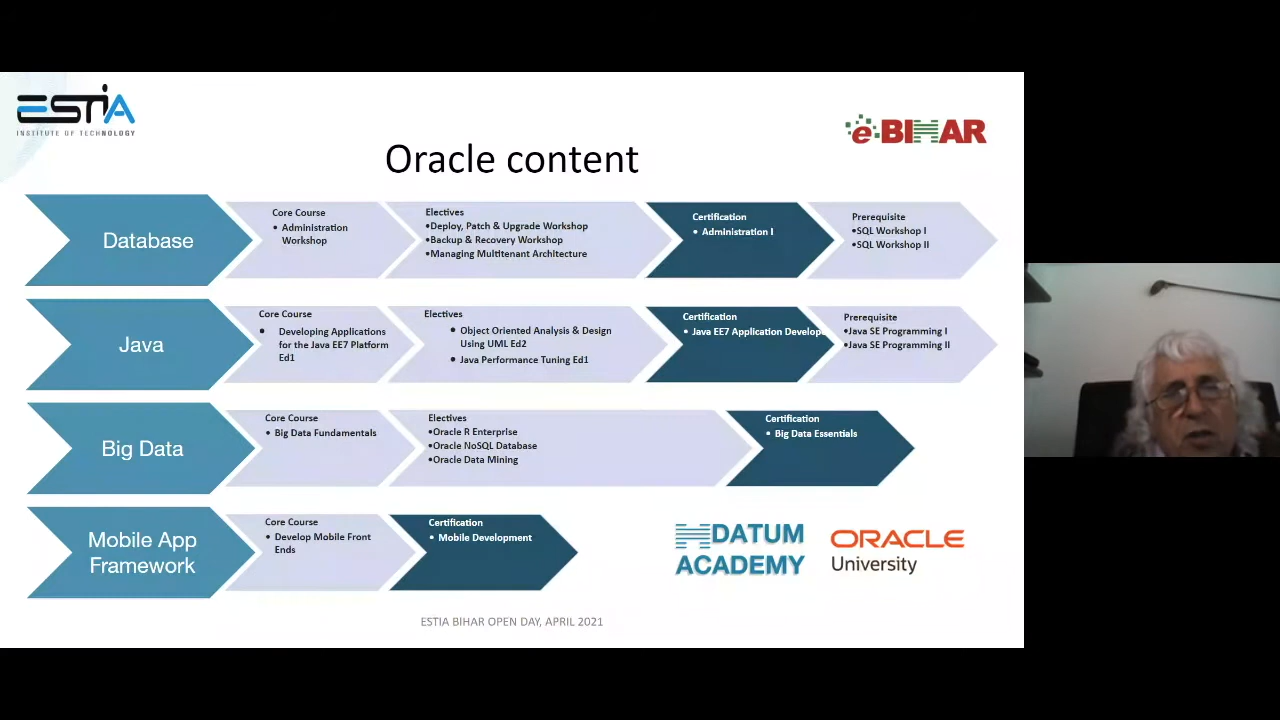 ESTIA
INSTITUTE OF TECHNOLOGY
e-BIHAR
Oracle content
Database
Core Course
• Administration
Workshop
Electives
•Deploy, Patch & Upgrade Workshop
•Backup & Recovery Workshop
•Managing Multitenant Architecture
Certification
• Administration I
Prerequisite
•SQL Workshop I
•SQL Workshop II
Java
Core Course
• Developing Applications
for the Java EE7 Platform
Ed1
Electives
• Object Oriented Analysis & Design
Using UML Ed2
• Java Performance Tuning Ed1
Certification
• Java EE7 Application Develope
Prerequisite
•Java SE Programming I
•Java SE Programming II
Big Data
Core Course
• Big Data Fundamentals
Electives
•Oracle R Enterprise
•Oracle NoSQL Database
•Oracle Data Mining
Certification
• Big Data Essentials
Mobile App
Framework
Core Course
• Develop Mobile Front
Ends
Certification
• Mobile Development
DATUM
ACADEMY
ORACLE
University
ESTIA BIHAR OPEN DAY, APRIL 2021